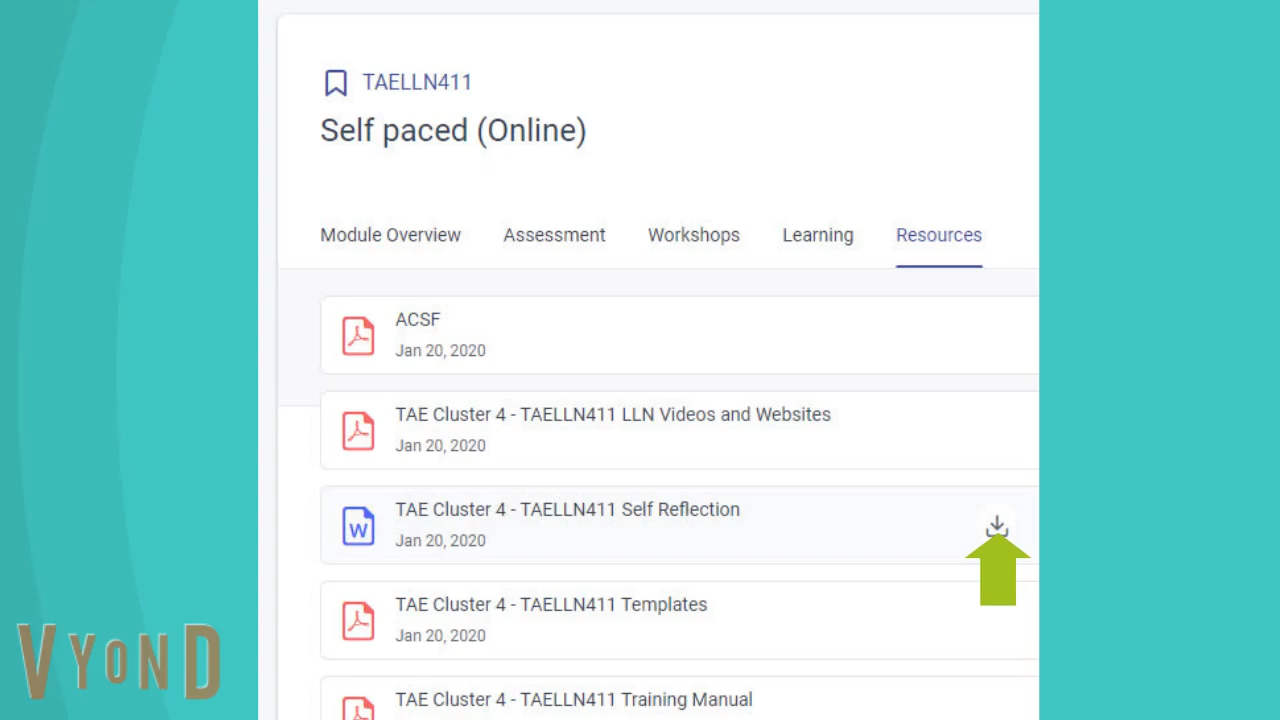 TAELLN411
Self paced (Online)
Module Overview Assessment Workshops Learning Resources
ACSF
Jan 20, 2020
TAE Cluster 4 - TAELLN411 LLN Videos and Websites
Jan 20, 2020
W
TAE Cluster 4 - TAELLN411 Self Reflection
Jan 20, 2020
TAE Cluster 4 - TAELLN411 Templates
Jan 20, 2020
TAE Cluster 4 - TAELLN411 Training Manual
VYOND